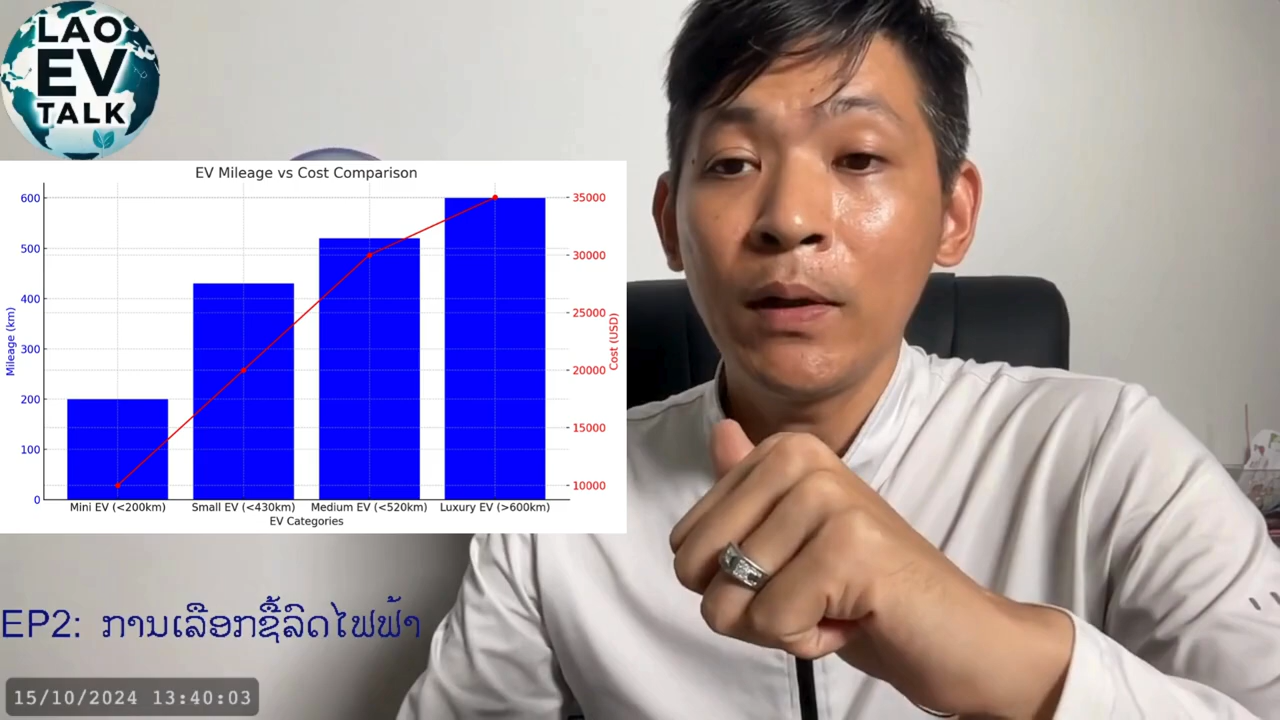 LAO
EV
TALK
EV Mileage vs Cost Comparison
Mileage (km)
600
500
400
300
200
100
0
35000
30000
25000
20000
15000
10000
Cost (USD)
Mini EV (<200km) Small EV (<430km) Medium EV (<520km) Luxury EV (>600km)
EV Categories
EP2: ການເລືອກຊື້ລົດໄຟຟ້າ
15/10/2024 13:40:03